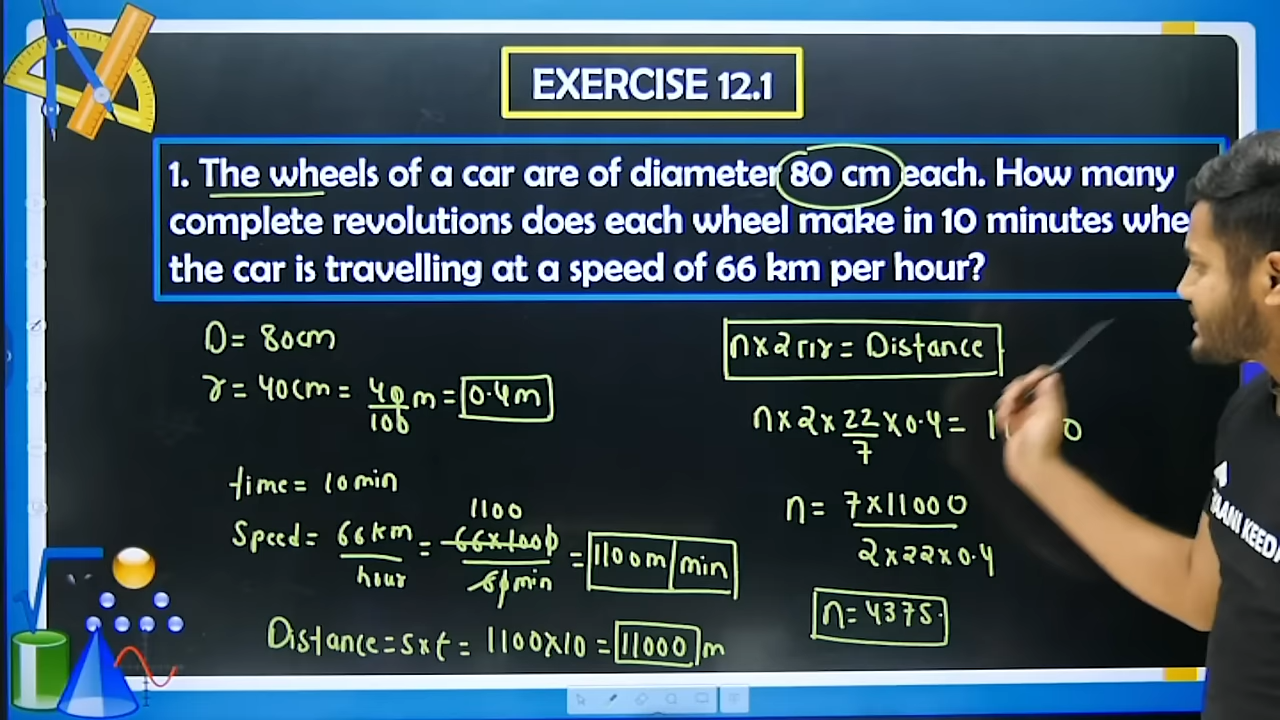 EXERCISE 12.1
1. The wheels of a car are of diameter 80 cm each. How many
complete revolutions does each wheel make in 10 minutes whe
the car is travelling at a speed of 66 km per hour?
D = 80cm
r = 40cm = 40/100 m = 0.4m
time = 10min
Speed = 66km/hour = 66×1000/60min = 1100m/min
1100
Distance = s×t = 1100×10 = 11000 m
n×2πr = Distance
n×2×22/7×0.4 =
n = 7×11000/2×22×0.4
n = 4375.
KEEDA